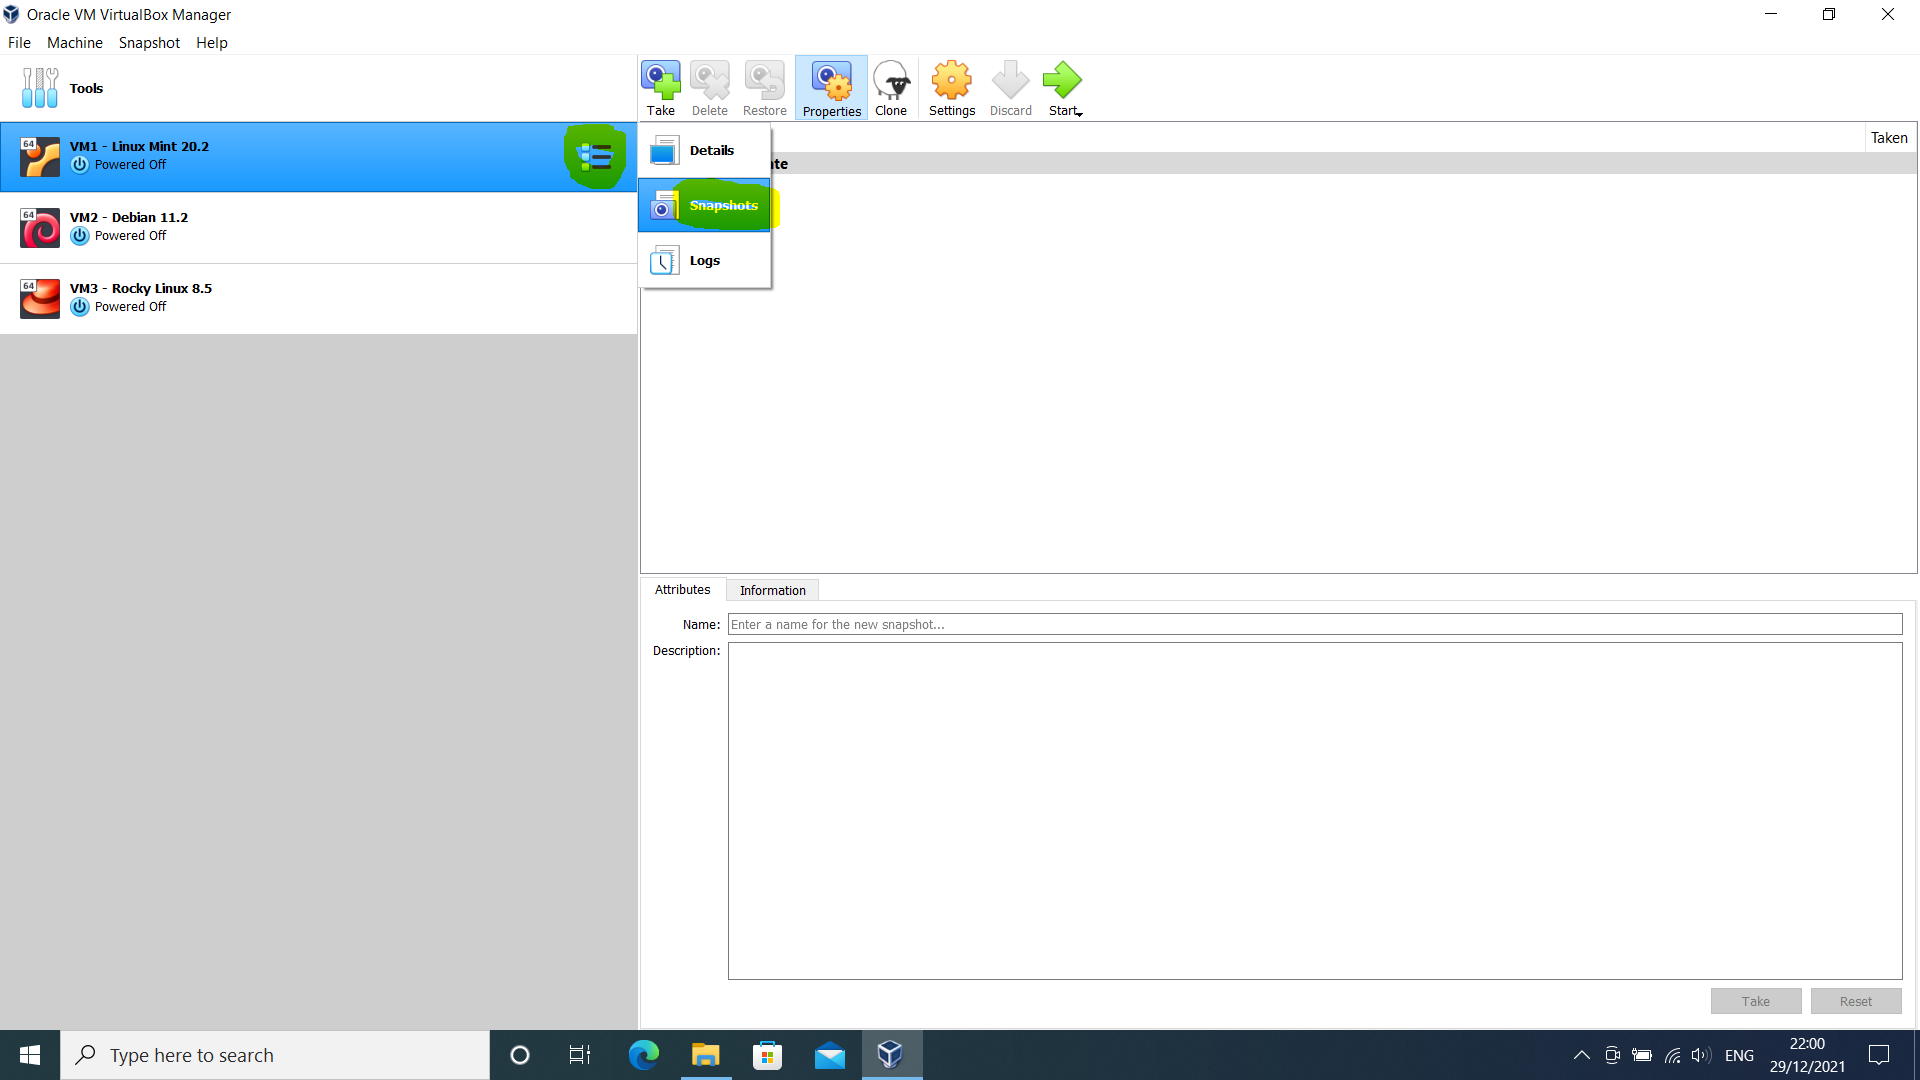 Oracle VM VirtualBox Manager
File Machine Snapshot Help
Tools
Take Delete Restore Properties Clone Settings Discard Start
64
VM1 - Linux Mint 20.2
Powered Off
64
VM2 - Debian 11.2
Powered Off
64
VM3 - Rocky Linux 8.5
Powered Off
Details
Snapshots
Logs
Taken
Attributes Information
Name: Enter a name for the new snapshot...
Description:
Take Reset
Type here to search
ENG
22:00
29/12/2021